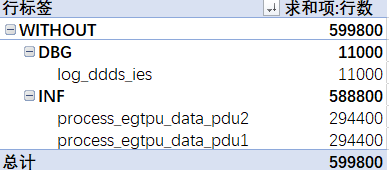 行标签 求和项:行数
WITHOUT 599800
DBG 11000
log_ddds_ies 11000
INF 588800
process_egtpu_data_pdu2 294400
process_egtpu_data_pdu1 294400
总计 599800